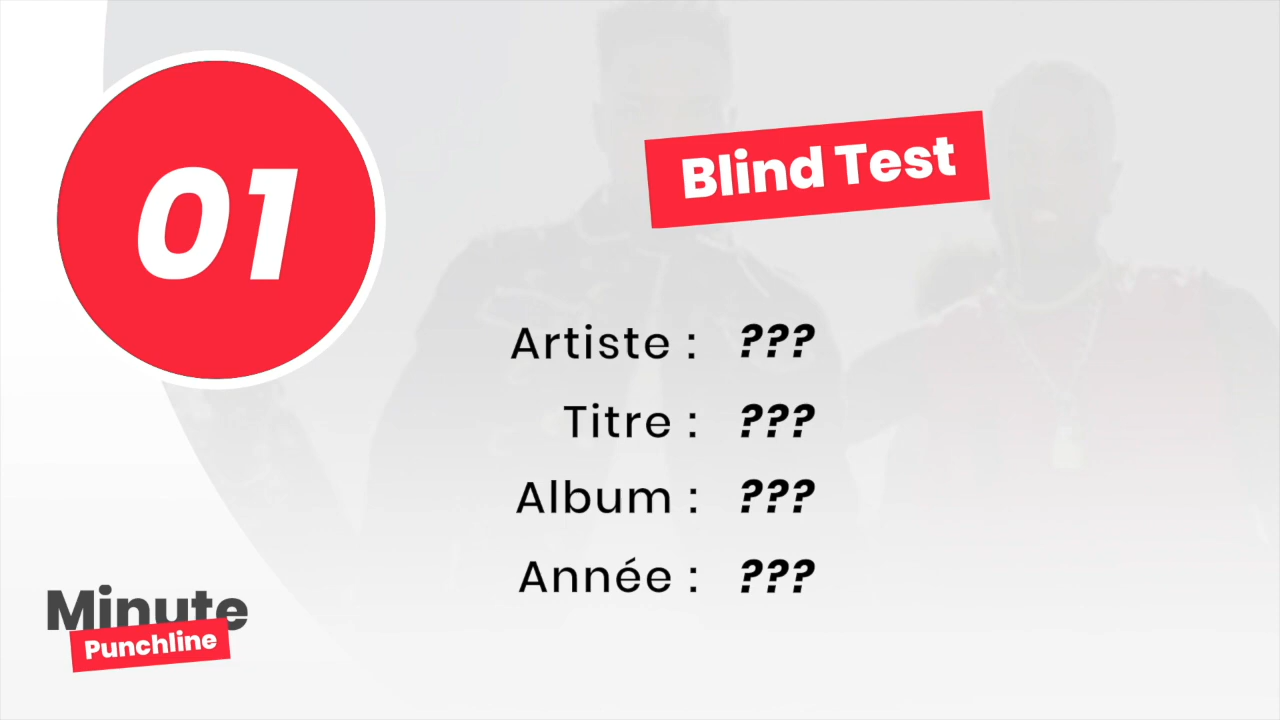 01
Blind Test
Artiste : ???
Titre : ???
Album : ???
Année : ???
Minute
Punchline